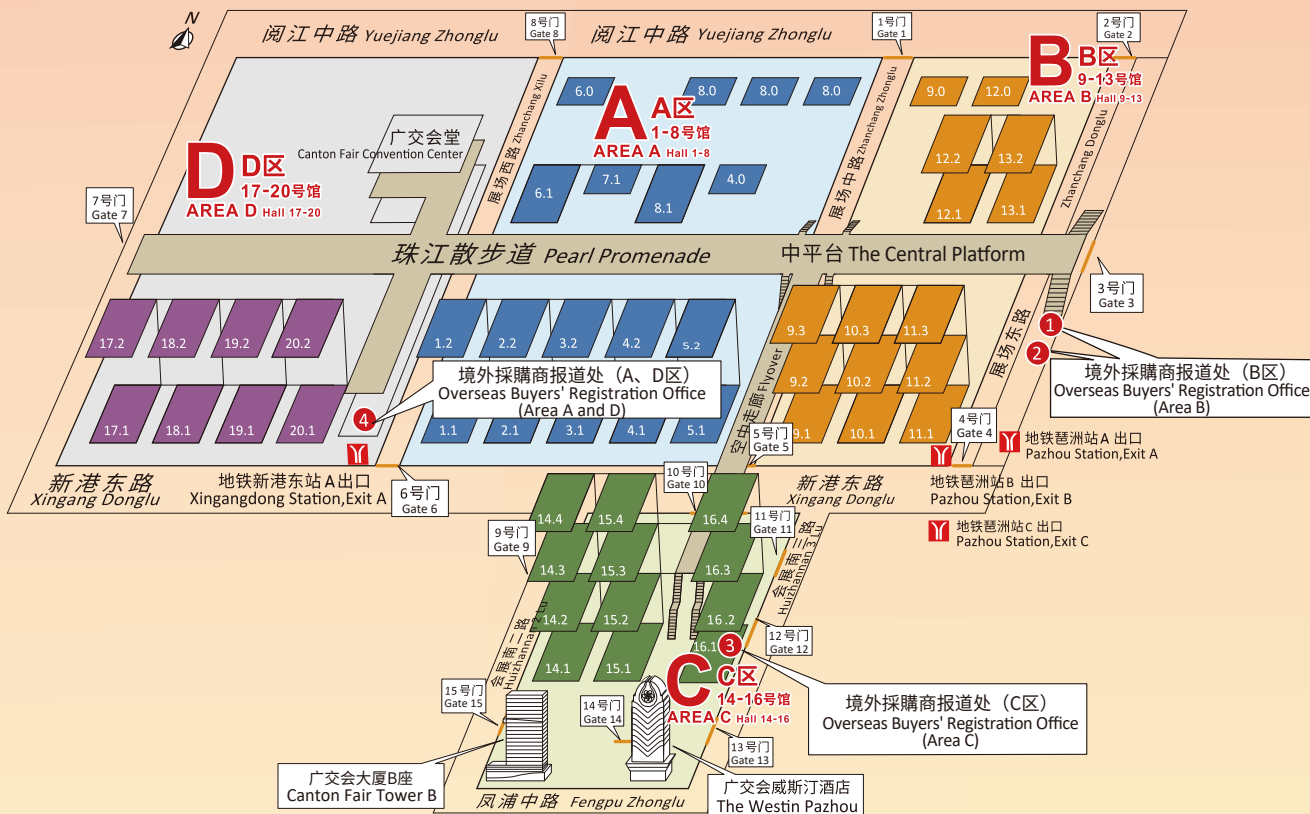 N
阅江中路 Yuejiang Zhonglu
8号门
Gate 8
阅江中路 Yuejiang Zhonglu
1号门
Gate 1
2号门
Gate 2
D
D区
17-20号馆
AREA D Hall 17-20
广交会堂
Canton Fair Convention Center
展场西路 Zhanchang Xilu
A
A区
1-8号馆
AREA A Hall 1-8
6.0
8.0
8.0
8.0
6.1
7.1
8.1
4.0
展场中路 Zhanchang Zhonglu
B
B区
9-13号馆
AREA B Hall 9-13
9.0
12.0
12.2
13.2
12.1
13.1
Zhanchang Donglu
展场东路
7号门
Gate 7
珠江散步道 Pearl Promenade
中平台 The Central Platform
3号门
Gate 3
17.2
18.2
19.2
20.2
17.1
18.1
19.1
20.1
1.2
2.2
3.2
4.2
5.2
境外採購商报道处（A、D区）
Overseas Buyers' Registration Office
(Area A and D)
4
1.1
2.1
3.1
4.1
5.1
空中走廊 Flyover
9.3
10.3
11.3
9.2
10.2
11.2
9.1
10.1
11.1
1
2
境外採購商报道处（B区）
Overseas Buyers' Registration Office
(Area B)
5号门
Gate 5
4号门
Gate 4
地铁琶洲站A 出口
Pazhou Station,Exit A
新港东路
Xingang Donglu
地铁新港东站A出口
Xingangdong Station,Exit A
6号门
Gate 6
10号门
Gate 10
新港东路
Xingang Donglu
地铁琶洲站B 出口
Pazhou Station,Exit B
地铁琶洲站C 出口
Pazhou Station,Exit C
9号门
Gate 9
11号门
Gate 11
14.4
15.4
16.4
14.3
15.3
16.3
14.2
15.2
16.2
14.1
15.1
16.1
3
会展南三路
Huizhannan 3 Lu
会展南二路
Huizhannan 2 Lu
12号门
Gate 12
C
C区
14-16号馆
AREA C Hall 14-16
境外採購商报道处（C区）
Overseas Buyers' Registration Office
(Area C)
15号门
Gate 15
14号门
Gate 14
13号门
Gate 13
广交会大厦B座
Canton Fair Tower B
广交会威斯汀酒店
The Westin Pazhou
凤浦中路 Fengpu Zhonglu